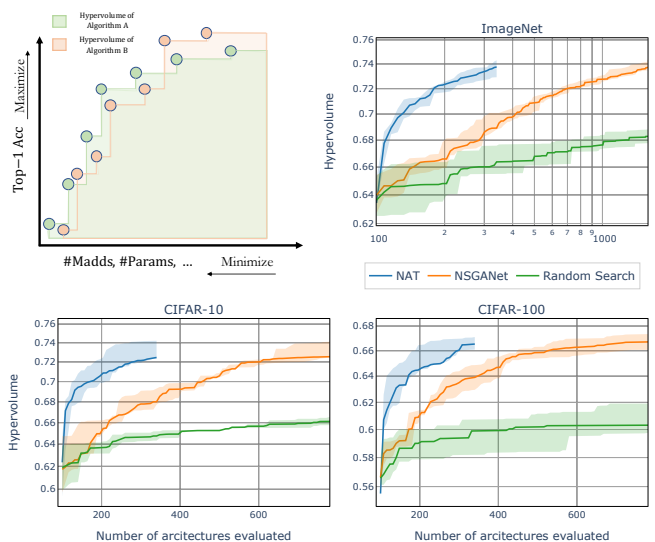 Hypervolume of
Algorithm A
Hypervolume of
Algorithm B
Top−1 Acc
Maximize
#Madds, #Params, ...
Minimize
ImageNet
Hypervolume
0.76
0.74
0.72
0.7
0.68
0.66
0.64
0.62
100
2
3
4
5
6
7
8
9
1000
NAT
NSGANet
Random Search
CIFAR-10
Hypervolume
0.76
0.74
0.72
0.7
0.68
0.66
0.64
0.62
0.6
200
400
600
Number of arcitectures evaluated
CIFAR-100
0.68
0.66
0.64
0.62
0.6
0.58
0.56
200
400
600
Number of arcitectures evaluated